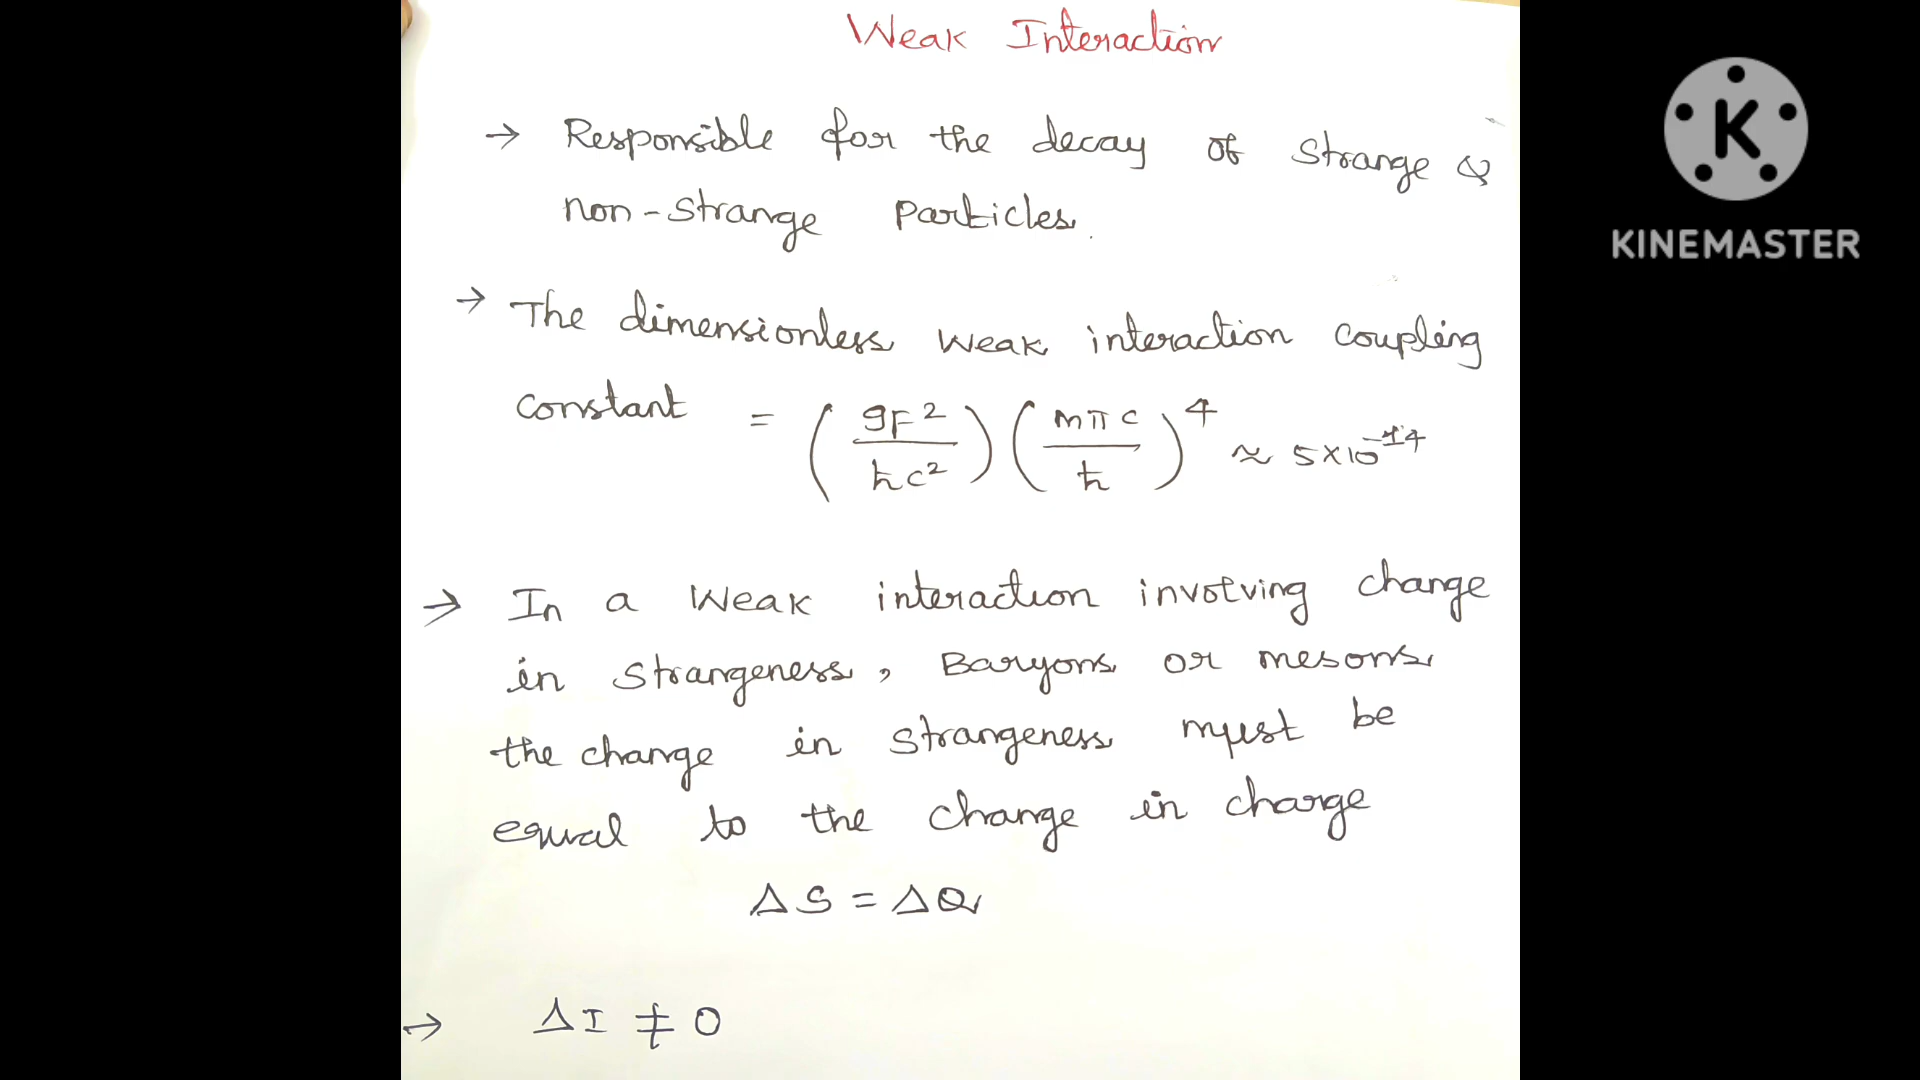 Weak Interaction
→ Responsible for the decay of strange &
non-strange particles.
→ The dimensionless weak interaction coupling
constant = (gF²/ħc²)(mπc/ħ)⁴ ≈ 5×10⁻¹⁴
→ In a weak interaction involving change
in strangeness, Baryons or mesons
the change in strangeness must be
equal to the change in charge
ΔS = ΔQ
→ ΔI ≠ 0
K
KINEMASTER